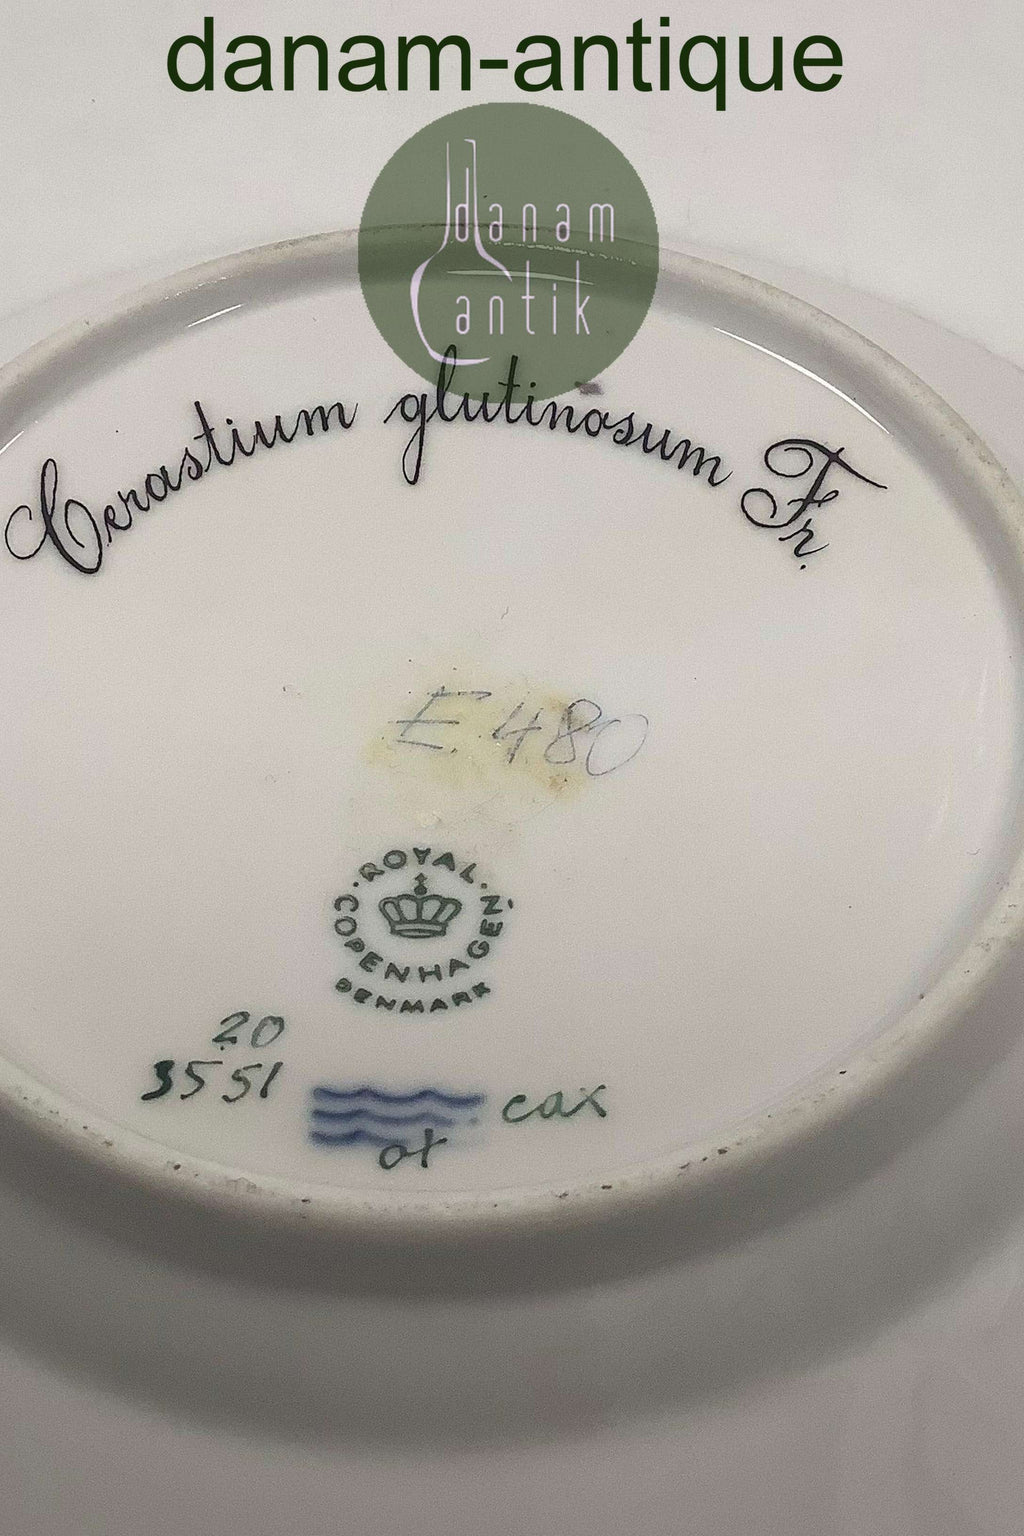 danam-antique
danam
antik
Cerastium glutinosum Fr.
E. 480
ROYAL COPENHAGEN
DENMARK
20
3551
cax
ot